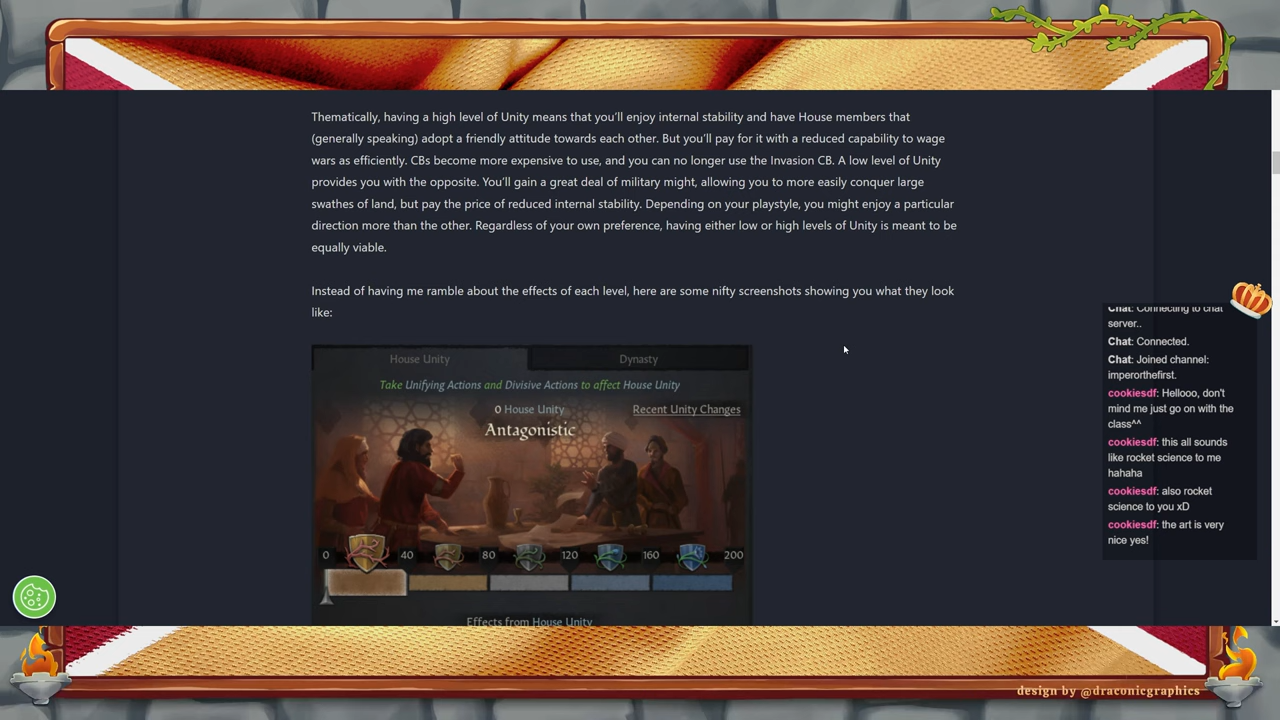 Thematically, having a high level of Unity means that you'll enjoy internal stability and have House members that
(generally speaking) adopt a friendly attitude towards each other. But you'll pay for it with a reduced capability to wage
wars as efficiently. CBs become more expensive to use, and you can no longer use the Invasion CB. A low level of Unity
provides you with the opposite. You'll gain a great deal of military might, allowing you to more easily conquer large
swathes of land, but pay the price of reduced internal stability. Depending on your playstyle, you might enjoy a particular
direction more than the other. Regardless of your own preference, having either low or high levels of Unity is meant to be
equally viable.
Instead of having me ramble about the effects of each level, here are some nifty screenshots showing you what they look
like:
House Unity
Dynasty
Take Unifying Actions and Divisive Actions to affect House Unity
0 House Unity
Recent Unity Changes
Antagonistic
0 40 80 120 160 200
Effects from House Unity
Chat: Connecting to chat
server..
Chat: Connected.
Chat: Joined channel:
imperorthefirst.
cookiesdf: Hellooo, don't
mind me just go on with the
class^^
cookiesdf: this all sounds
like rocket science to me
hahaha
cookiesdf: also rocket
science to you xD
cookiesdf: the art is very
nice yes!
design by @draconicgraphics